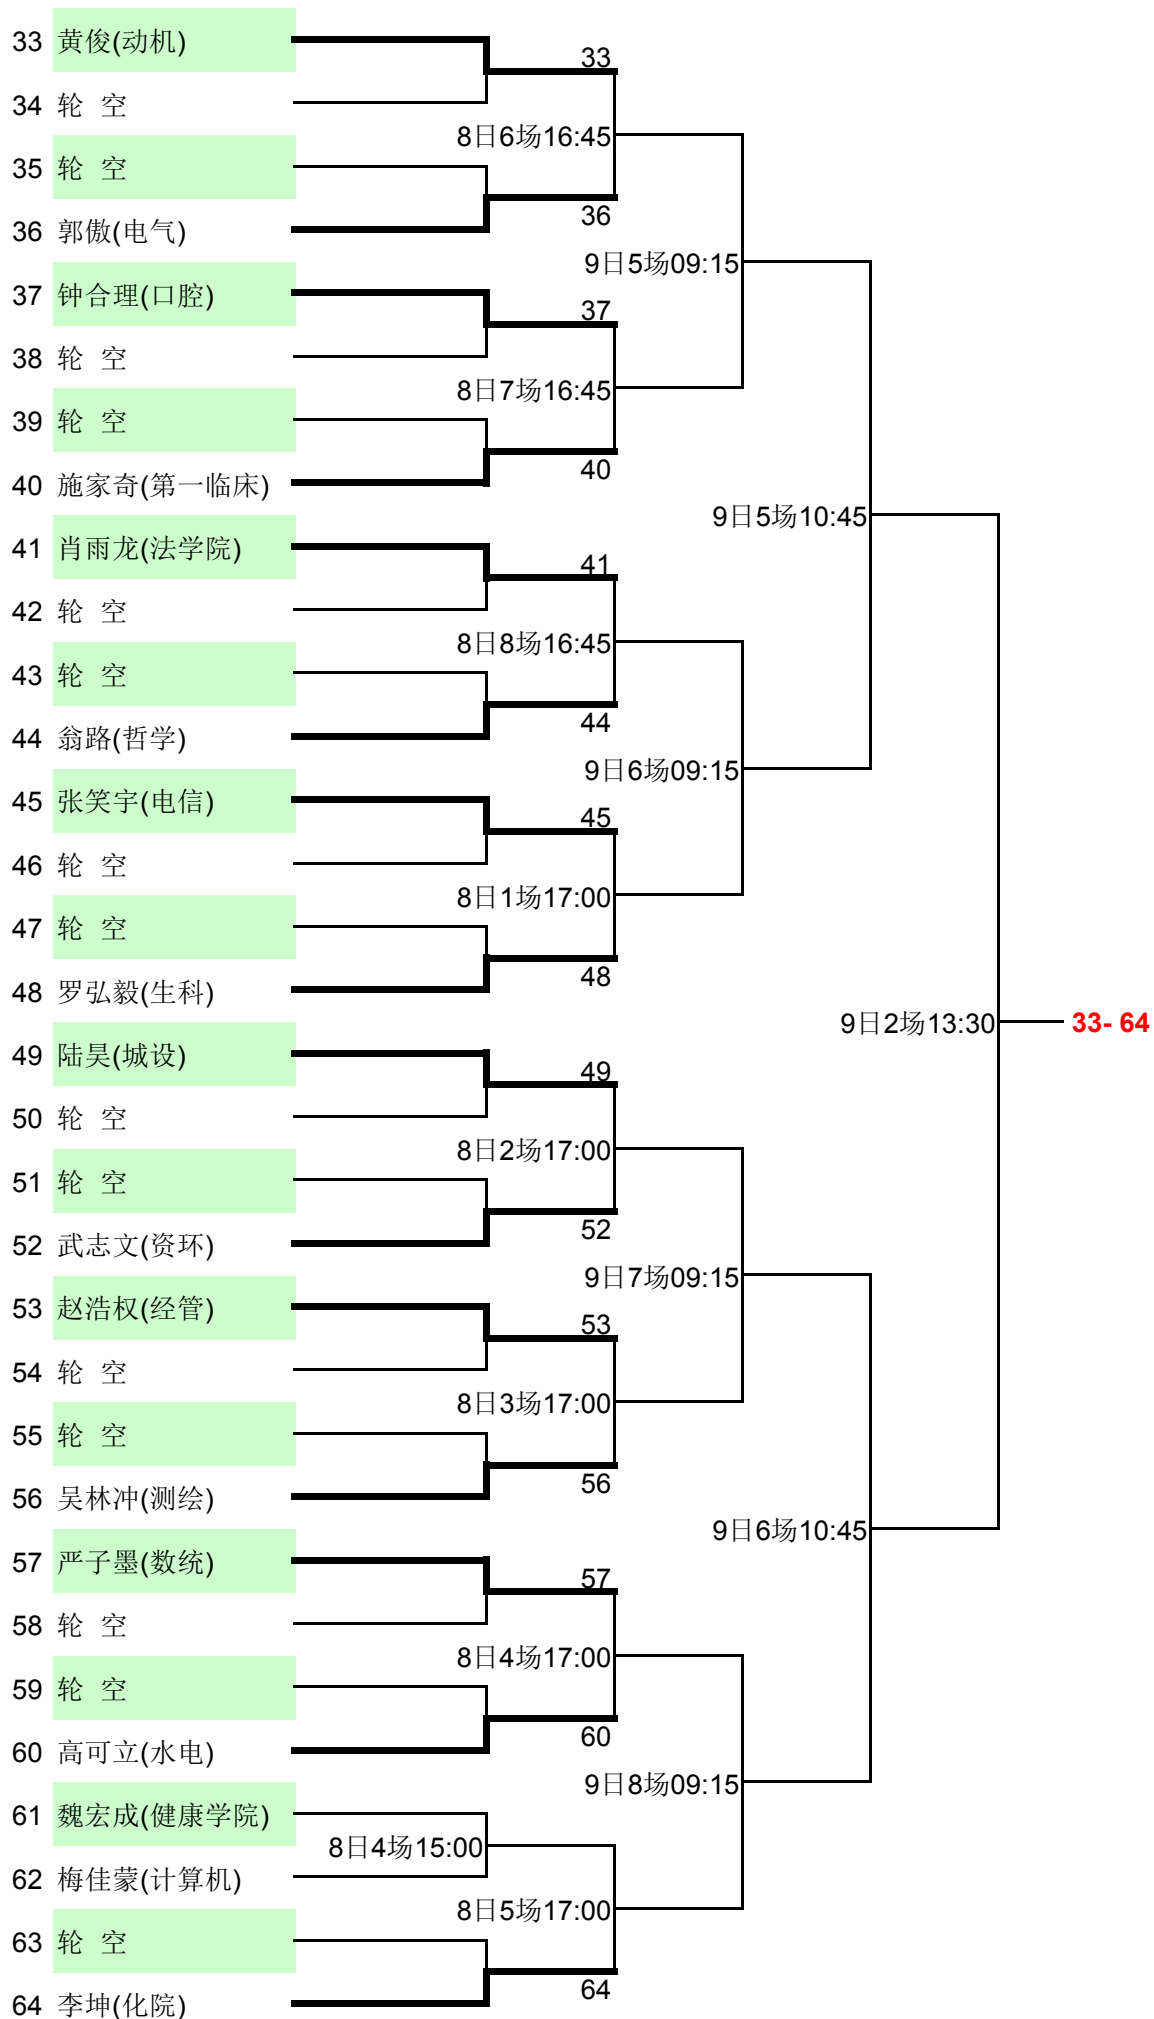 33 黄俊(动机)
33
34 轮 空
8日6场16:45
35 轮 空
36
36 郭傲(电气)
9日5场09:15
37 钟合理(口腔)
37
38 轮 空
8日7场16:45
39 轮 空
40
40 施家奇(第一临床)
9日5场10:45
41 肖雨龙(法学院)
41
42 轮 空
8日8场16:45
43 轮 空
44
44 翁路(哲学)
9日6场09:15
45 张笑宇(电信)
45
46 轮 空
8日1场17:00
47 轮 空
48
48 罗弘毅(生科)
9日2场13:30
33- 64
49 陆昊(城设)
49
50 轮 空
8日2场17:00
51 轮 空
52
52 武志文(资环)
9日7场09:15
53 赵浩权(经管)
53
54 轮 空
8日3场17:00
55 轮 空
56
56 吴林冲(测绘)
9日6场10:45
57 严子墨(数统)
57
58 轮 空
8日4场17:00
59 轮 空
60
60 高可立(水电)
9日8场09:15
61 魏宏成(健康学院)
8日4场15:00
62 梅佳蒙(计算机)
8日5场17:00
63 轮 空
64
64 李坤(化院)